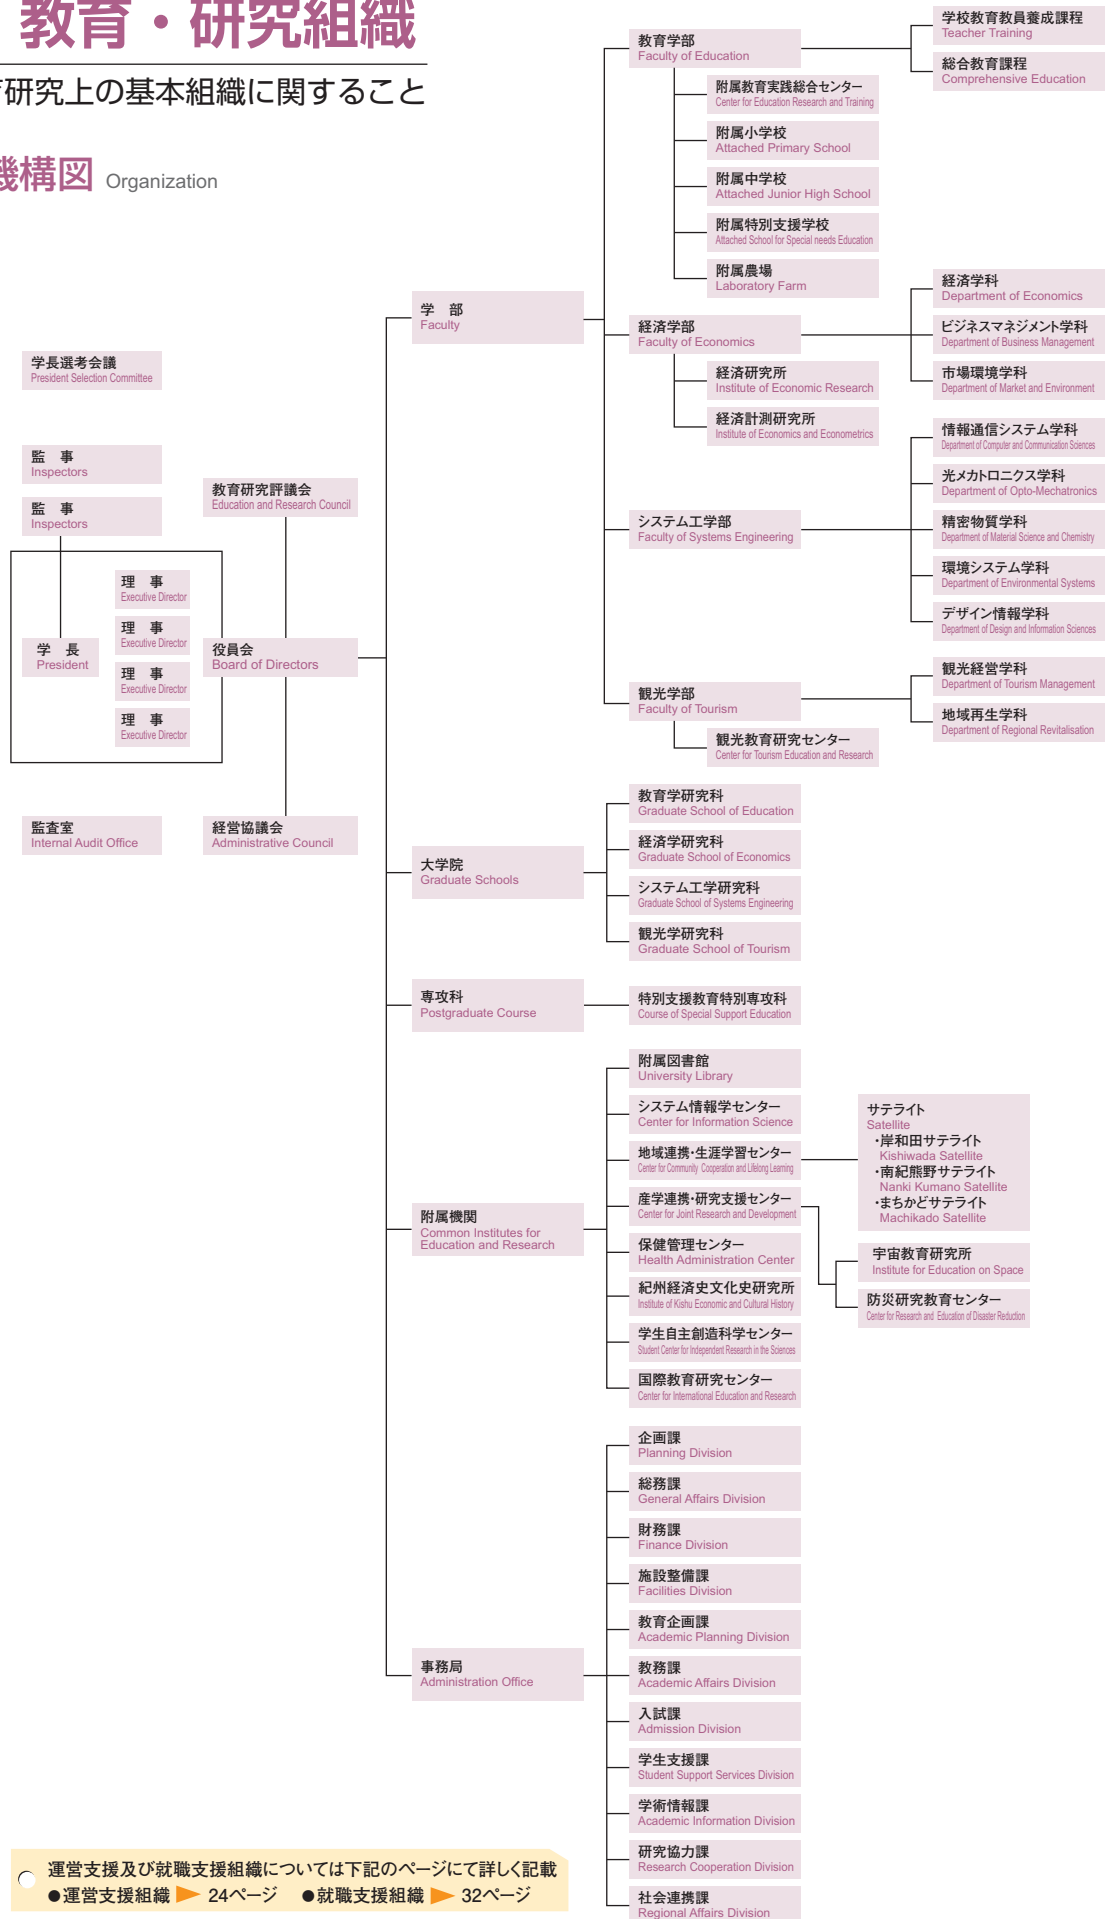 教育・研究組織
育研究上の基本組織に関すること
機構図 Organization
学長選考会議
President Selection Committee
監　事
Inspectors
監　事
Inspectors
教育研究評議会
Education and Research Council
理　事
Executive Director
理　事
Executive Director
理　事
Executive Director
理　事
Executive Director
学　長
President
役員会
Board of Directors
監査室
Internal Audit Office
経営協議会
Administrative Council
学　部
Faculty
教育学部
Faculty of Education
学校教育教員養成課程
Teacher Training
総合教育課程
Comprehensive Education
附属教育実践総合センター
Center for Education Research and Training
附属小学校
Attached Primary School
附属中学校
Attached Junior High School
附属特別支援学校
Attached School for Special needs Education
附属農場
Laboratory Farm
経済学部
Faculty of Economics
経済学科
Department of Economics
ビジネスマネジメント学科
Department of Business Management
市場環境学科
Department of Market and Environment
経済研究所
Institute of Economic Research
経済計測研究所
Institute of Economics and Econometrics
システム工学部
Faculty of Systems Engineering
情報通信システム学科
Department of Computer and Communication Sciences
光メカトロニクス学科
Department of Opto-Mechatronics
精密物質学科
Department of Material Science and Chemistry
環境システム学科
Department of Environmental Systems
デザイン情報学科
Department of Design and Information Sciences
観光学部
Faculty of Tourism
観光経営学科
Department of Tourism Management
地域再生学科
Department of Regional Revitalisation
観光教育研究センター
Center for Tourism Education and Research
大学院
Graduate Schools
教育学研究科
Graduate School of Education
経済学研究科
Graduate School of Economics
システム工学研究科
Graduate School of Systems Engineering
観光学研究科
Graduate School of Tourism
専攻科
Postgraduate Course
特別支援教育特別専攻科
Course of Special Support Education
附属機関
Common Institutes for
Education and Research
附属図書館
University Library
システム情報学センター
Center for Information Science
地域連携・生涯学習センター
Center for Community Cooperation and Lifelong Learning
産学連携・研究支援センター
Center for Joint Research and Development
保健管理センター
Health Administration Center
紀州経済史文化史研究所
Institute of Kishu Economic and Cultural History
学生自主創造科学センター
Student Center for Independent Research in the Sciences
国際教育研究センター
Center for International Education and Research
サテライト
Satellite
・岸和田サテライト
Kishiwada Satellite
・南紀熊野サテライト
Nanki Kumano Satellite
・まちかどサテライト
Machikado Satellite
宇宙教育研究所
Institute for Education on Space
防災研究教育センター
Center for Research and Education of Disaster Reduction
事務局
Administration Office
企画課
Planning Division
総務課
General Affairs Division
財務課
Finance Division
施設整備課
Facilities Division
教育企画課
Academic Planning Division
教務課
Academic Affairs Division
入試課
Admission Division
学生支援課
Student Support Services Division
学術情報課
Academic Information Division
研究協力課
Research Cooperation Division
社会連携課
Regional Affairs Division
運営支援及び就職支援組織については下記のページにて詳しく記載
●運営支援組織 ▶ 24ページ　●就職支援組織 ▶ 32ページ